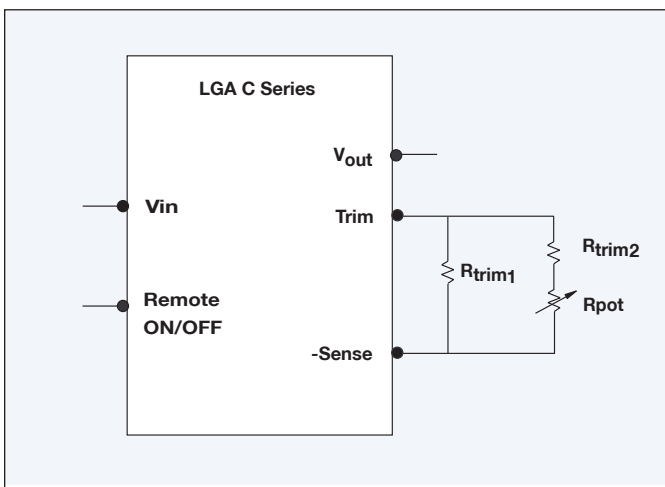 LGA C Series
Vout
Vin
Trim
Rtrim2
Rtrim1
Remote
ON/OFF
Rpot
-Sense